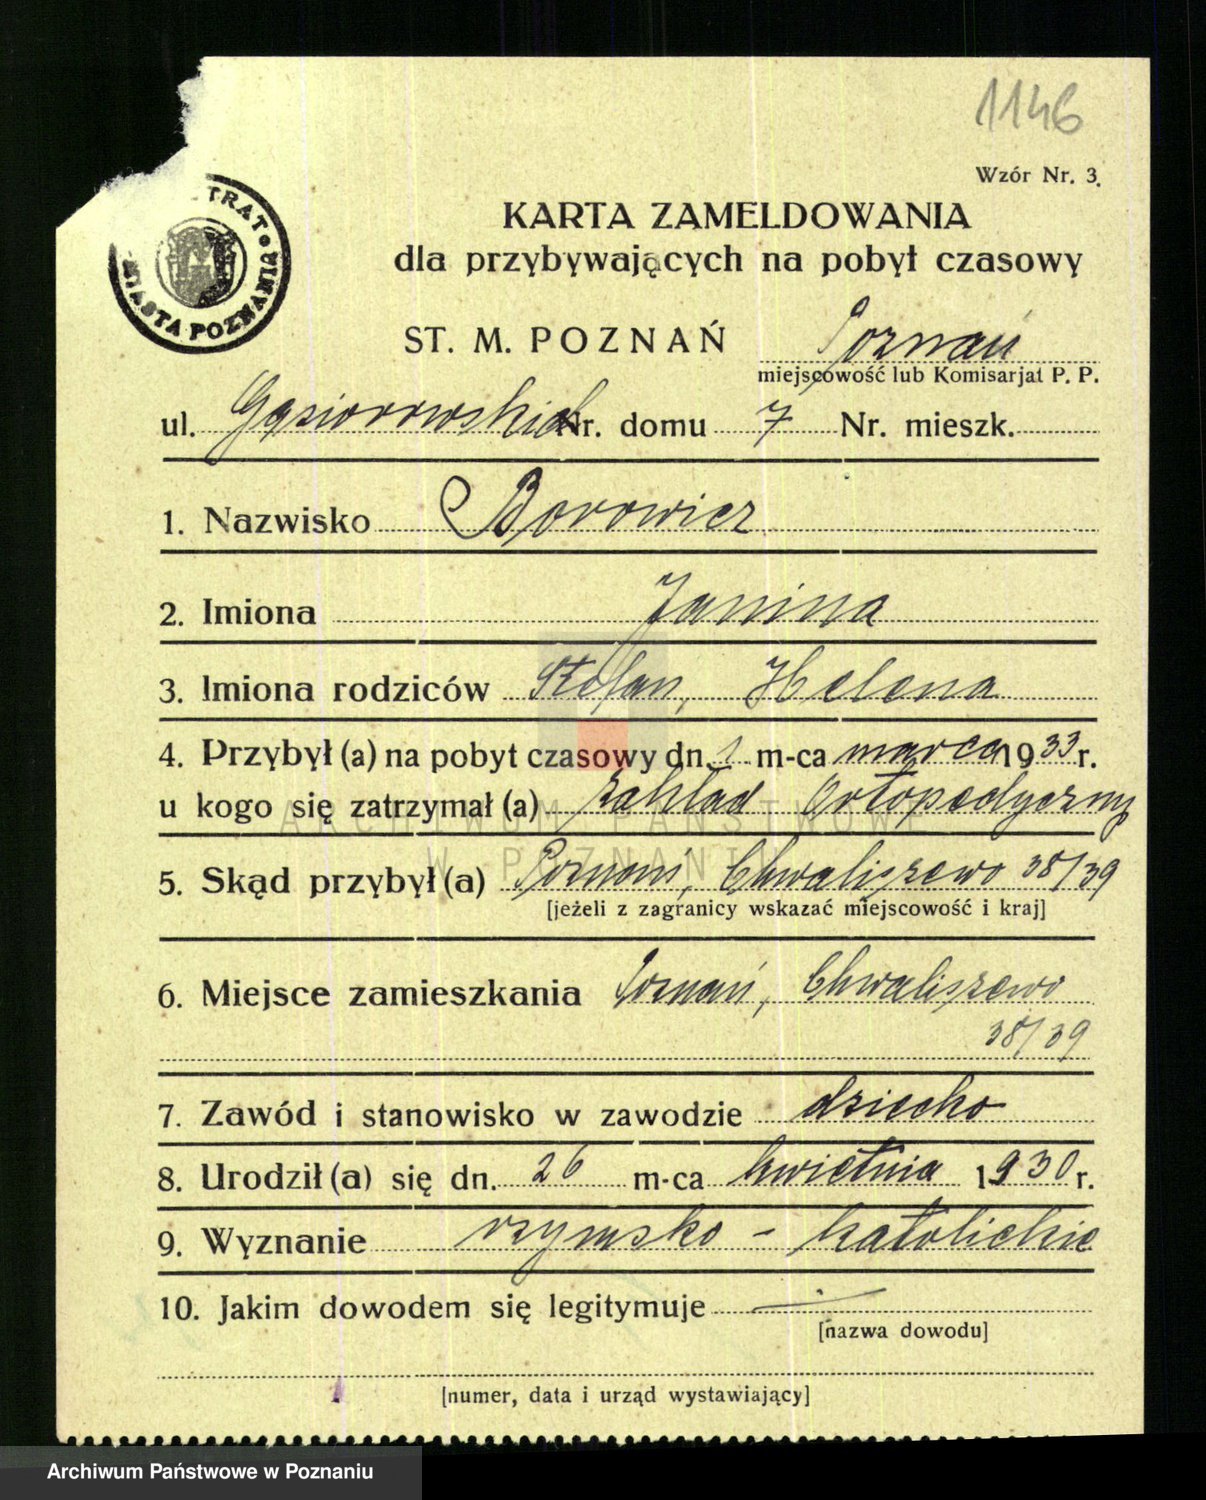 1146
Wzór Nr. 3.
TRAT MIASTA POZNANIA
KARTA ZAMELDOWANIA
dla przybywających na pobyt czasowy
ST. M. POZNAŃ Poznań
miejscowość lub Komisarjat P. P.
ul. Gąsiorowskich Nr. domu 7 Nr. mieszk.
1. Nazwisko Borowicz
2. Imiona Janina
3. Imiona rodziców Stefan, Helena
4. Przybył (a) na pobyt czasowy dn. 1 m-ca marca 1933 r.
u kogo się zatrzymał (a) Zakład Ortopedyczny
5. Skąd przybył (a) Poznań, Chwaliszewo 38/39
[jeżeli z zagranicy wskazać miejscowość i kraj]
6. Miejsce zamieszkania Poznań, Chwaliszewo
38/39
7. Zawód i stanowisko w zawodzie dziecko
8. Urodził (a) się dn. 26 m-ca kwietnia 1930 r.
9. Wyznanie rzymsko - katolickie
10. Jakim dowodem się legitymuje
[nazwa dowodu]
[numer, data i urząd wystawiający]
ARCHIWUM PAŃSTWOWE
W POZNANIU
Archiwum Państwowe w Poznaniu